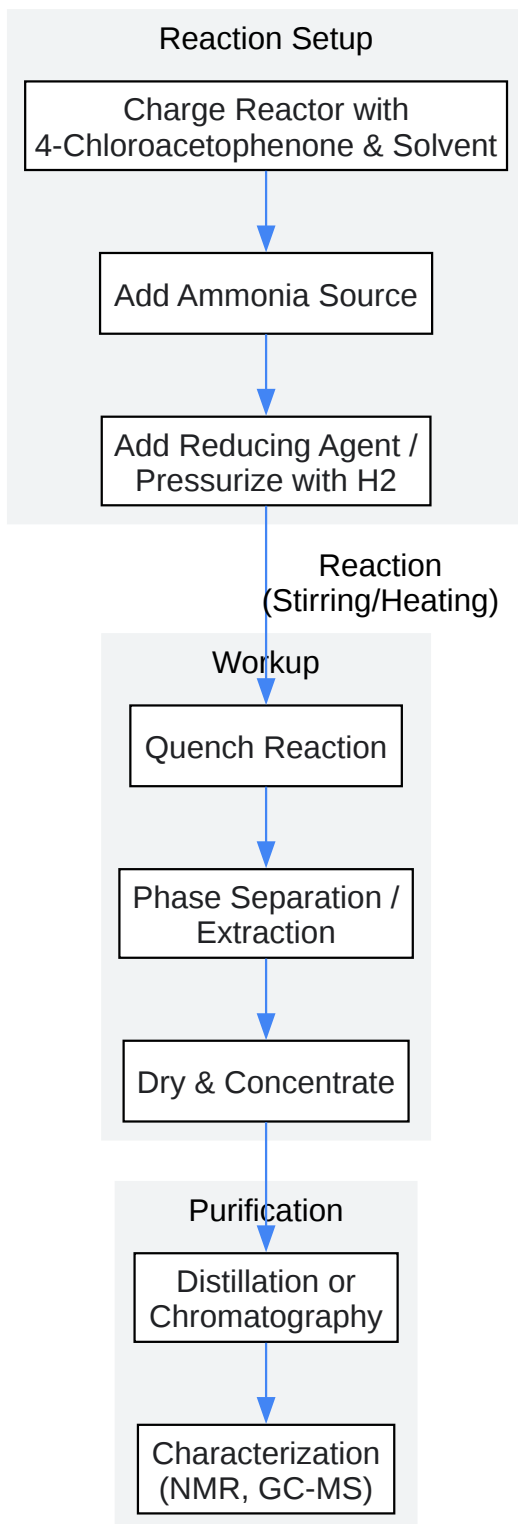 Reaction Setup
Charge Reactor with
4-Chloroacetophenone & Solvent
Add Ammonia Source
Add Reducing Agent /
Pressurize with H2
Reaction
(Stirring/Heating)
Workup
Quench Reaction
Phase Separation /
Extraction
Dry & Concentrate
Purification
Distillation or
Chromatography
Characterization
(NMR, GC-MS)